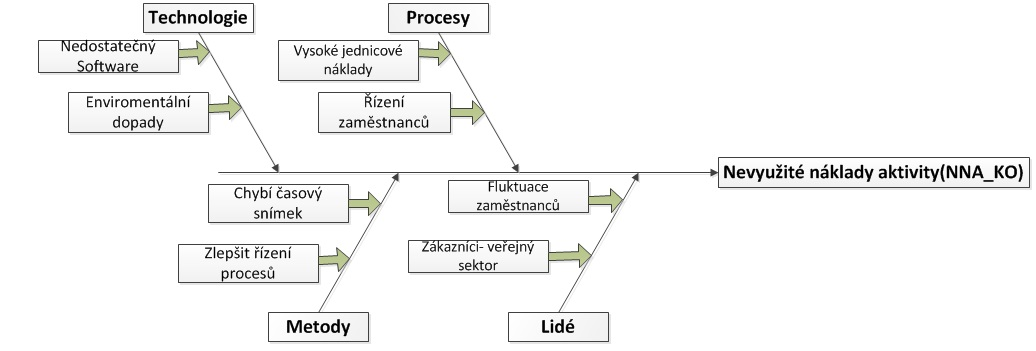 Technologie
Procesy
Nedostatečný
Software
Vysoké jednicové
náklady
Enviromentální
dopady
Řízení
zaměstnanců
Nevyužité náklady aktivity(NNA_KO)
Chybí časový
snímek
Fluktuace
zaměstnanců
Zlepšit řízení
procesů
Zákazníci- veřejný
sektor
Metody
Lidé